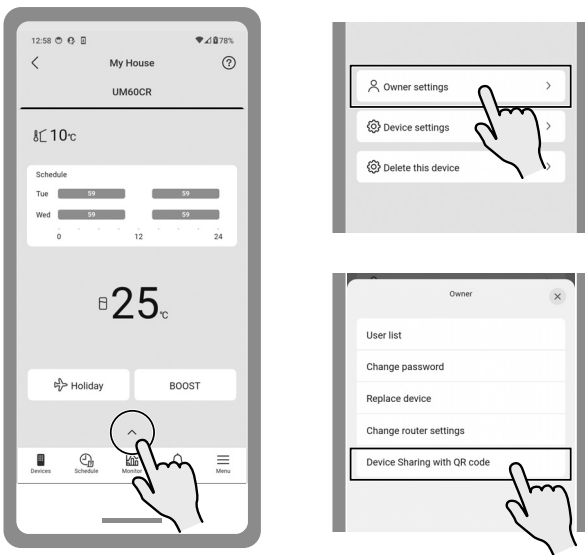 12:58 78%
My House
UM60CR
10℃
Schedule
Tue 59 59
Wed 59 59
0 12 24
25℃
Holiday BOOST
Devices Schedule Monitor Menu
Owner settings
Device settings
Delete this device
Owner
User list
Change password
Replace device
Change router settings
Device Sharing with QR code